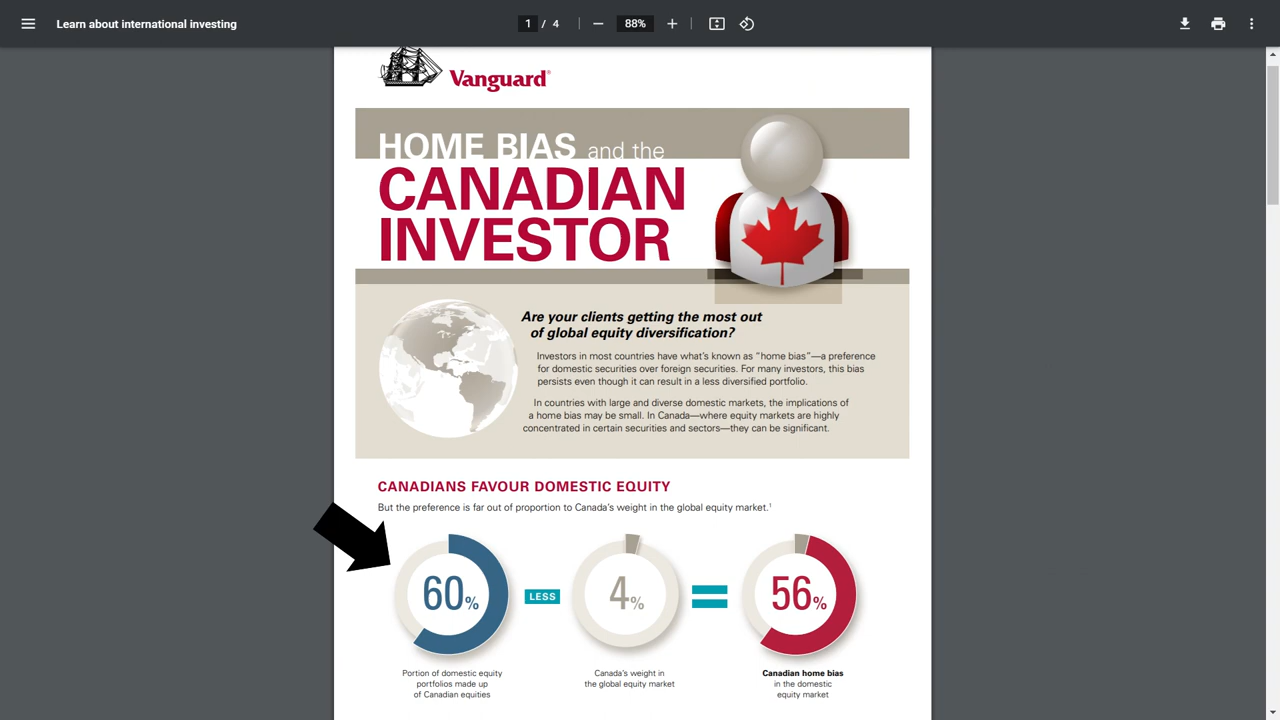 Learn about international investing
1 / 4
88%
Vanguard®
HOME BIAS and the
CANADIAN
INVESTOR
Are your clients getting the most out
of global equity diversification?
Investors in most countries have what's known as “home bias”—a preference
for domestic securities over foreign securities. For many investors, this bias
persists even though it can result in a less diversified portfolio.
In countries with large and diverse domestic markets, the implications of
a home bias may be small. In Canada—where equity markets are highly
concentrated in certain securities and sectors—they can be significant.
CANADIANS FAVOUR DOMESTIC EQUITY
But the preference is far out of proportion to Canada's weight in the global equity market.¹
60%
LESS
4%
=
56%
Portion of domestic equity
portfolios made up
of Canadian equities
Canada's weight in
the global equity market
Canadian home bias
in the domestic
equity market